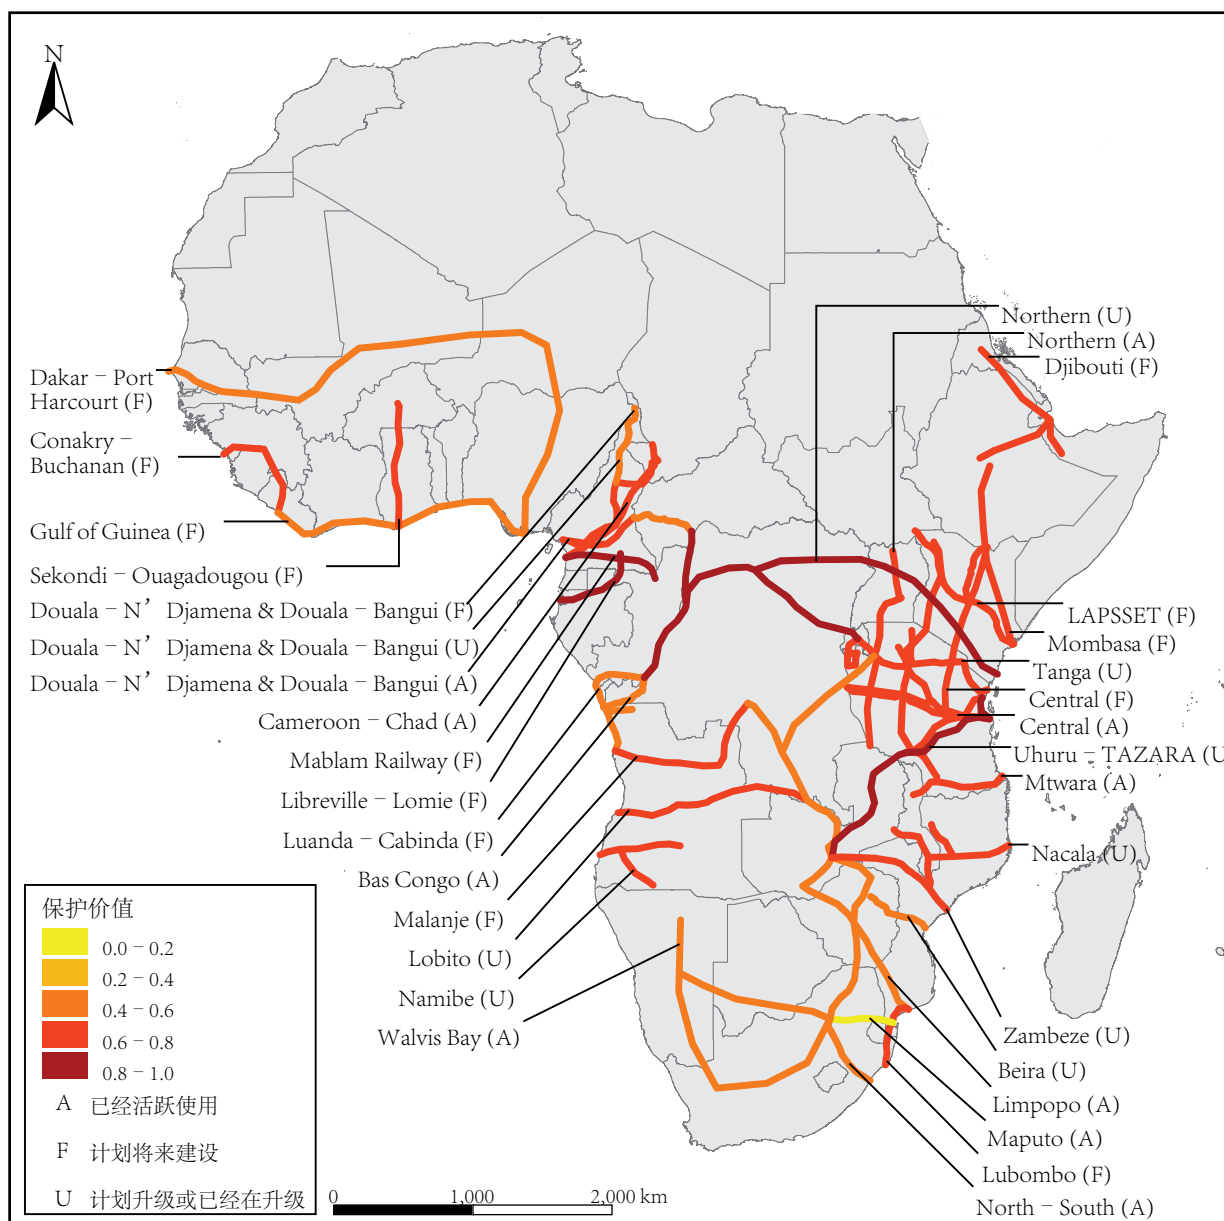 N
Northern (U)
Northern (A)
Djibouti (F)
Dakar – Port
Harcourt (F)
Conakry –
Buchanan (F)
Gulf of Guinea (F)
Sekondi – Ouagadougou (F)
Douala – N’ Djamena & Douala – Bangui (F)
Douala – N’ Djamena & Douala – Bangui (U)
Douala – N’ Djamena & Douala – Bangui (A)
Cameroon – Chad (A)
Mablam Railway (F)
Libreville – Lomie (F)
Luanda – Cabinda (F)
Bas Congo (A)
Malanje (F)
Lobito (U)
Namibe (U)
Walvis Bay (A)
LAPSSET (F)
Mombasa (F)
Tanga (U)
Central (F)
Central (A)
Uhuru – TAZARA (U
Mtwara (A)
Nacala (U)
Zambeze (U)
Beira (U)
Limpopo (A)
Maputo (A)
Lubombo (F)
North – South (A)
保护价值
0.0 – 0.2
0.2 – 0.4
0.4 – 0.6
0.6 – 0.8
0.8 – 1.0
A 已经活跃使用
F 计划将来建设
U 计划升级或已经在升级
0 1,000 2,000 km